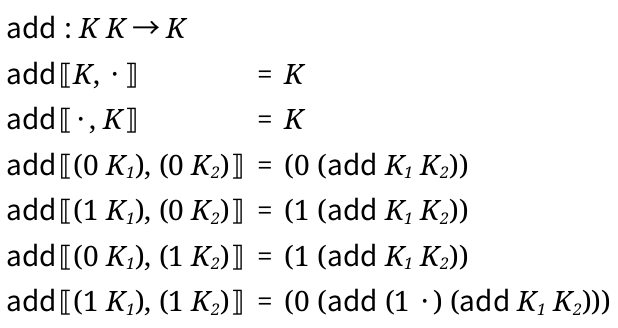 add : K K → K
add⟦K, · ⟧ = K
add⟦ · , K⟧ = K
add⟦(0 K₁), (0 K₂)⟧ = (0 (add K₁ K₂))
add⟦(1 K₁), (0 K₂)⟧ = (1 (add K₁ K₂))
add⟦(0 K₁), (1 K₂)⟧ = (1 (add K₁ K₂))
add⟦(1 K₁), (1 K₂)⟧ = (0 (add (1 ·) (add K₁ K₂)))